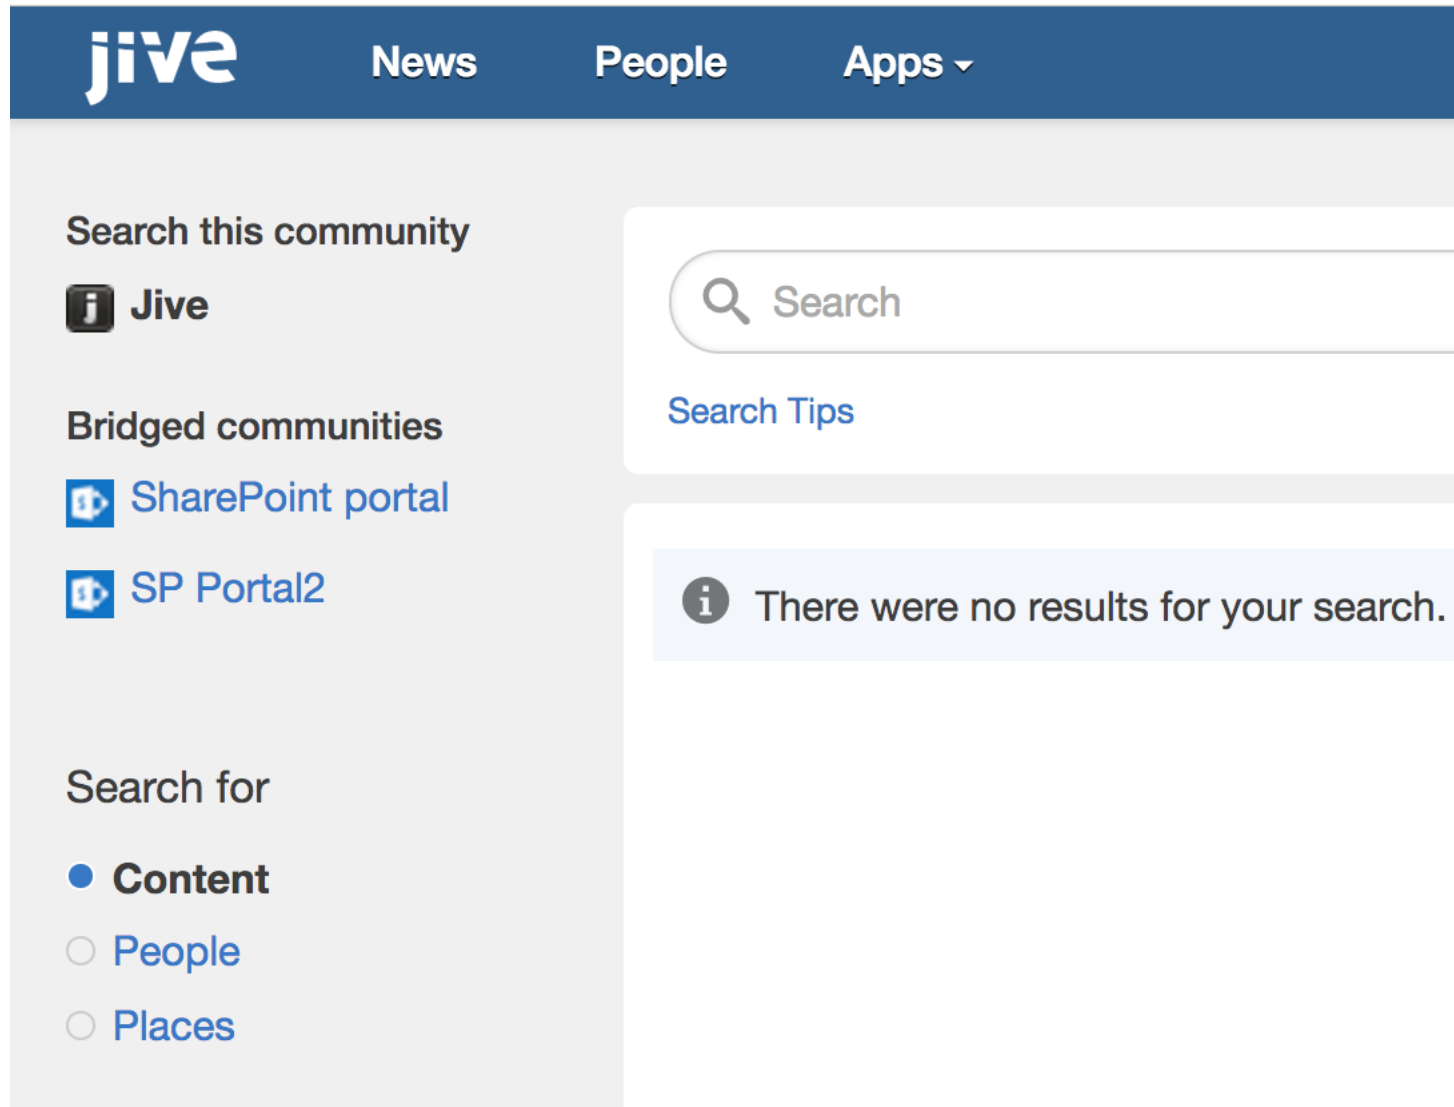 jive
News
People
Apps
Search this community
Jive
Bridged communities
SharePoint portal
SP Portal2
Search for
Content
People
Places
Search
Search Tips
There were no results for your search.